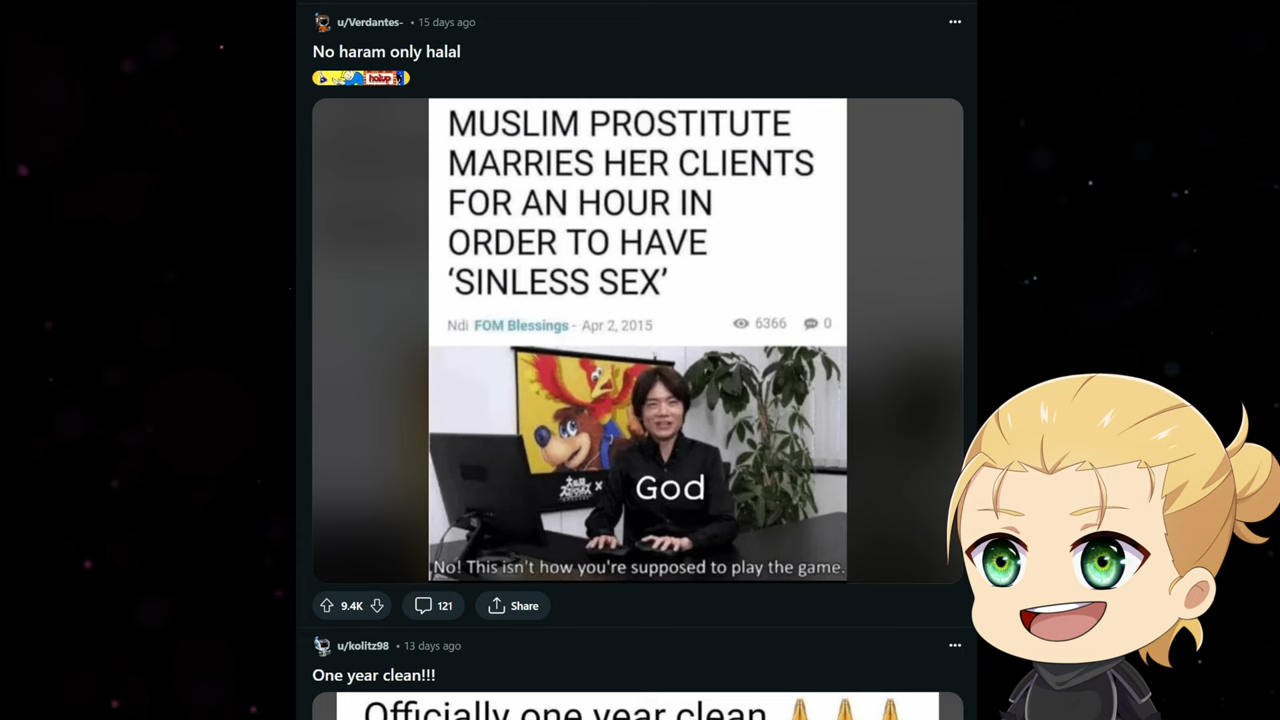 u/Verdantes- • 15 days ago
No haram only halal
holup
MUSLIM PROSTITUTE
MARRIES HER CLIENTS
FOR AN HOUR IN
ORDER TO HAVE
‘SINLESS SEX’
Ndi FOM Blessings - Apr 2, 2015 6366 0
God
No! This isn't how you're supposed to play the game.
9.4K 121 Share
u/kolitz98 • 13 days ago
One year clean!!!
Officially one year clean